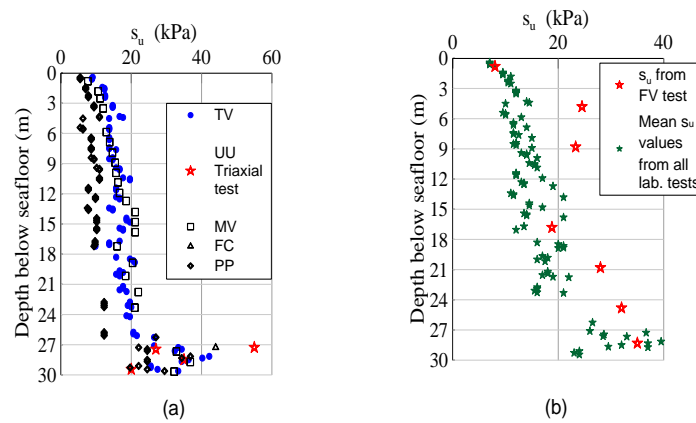 s_u (kPa)
0 20 40 60
Depth below seafloor (m)
0
3
6
9
12
15
18
21
24
27
30
TV
UU
Triaxial
test
MV
FC
PP
(a)
s_u (kPa)
0 20 40
Depth below seafloor (m)
0
3
6
9
12
15
18
21
24
27
30
s_u from
FV test
Mean s_u
values
from all
lab. tests
(b)